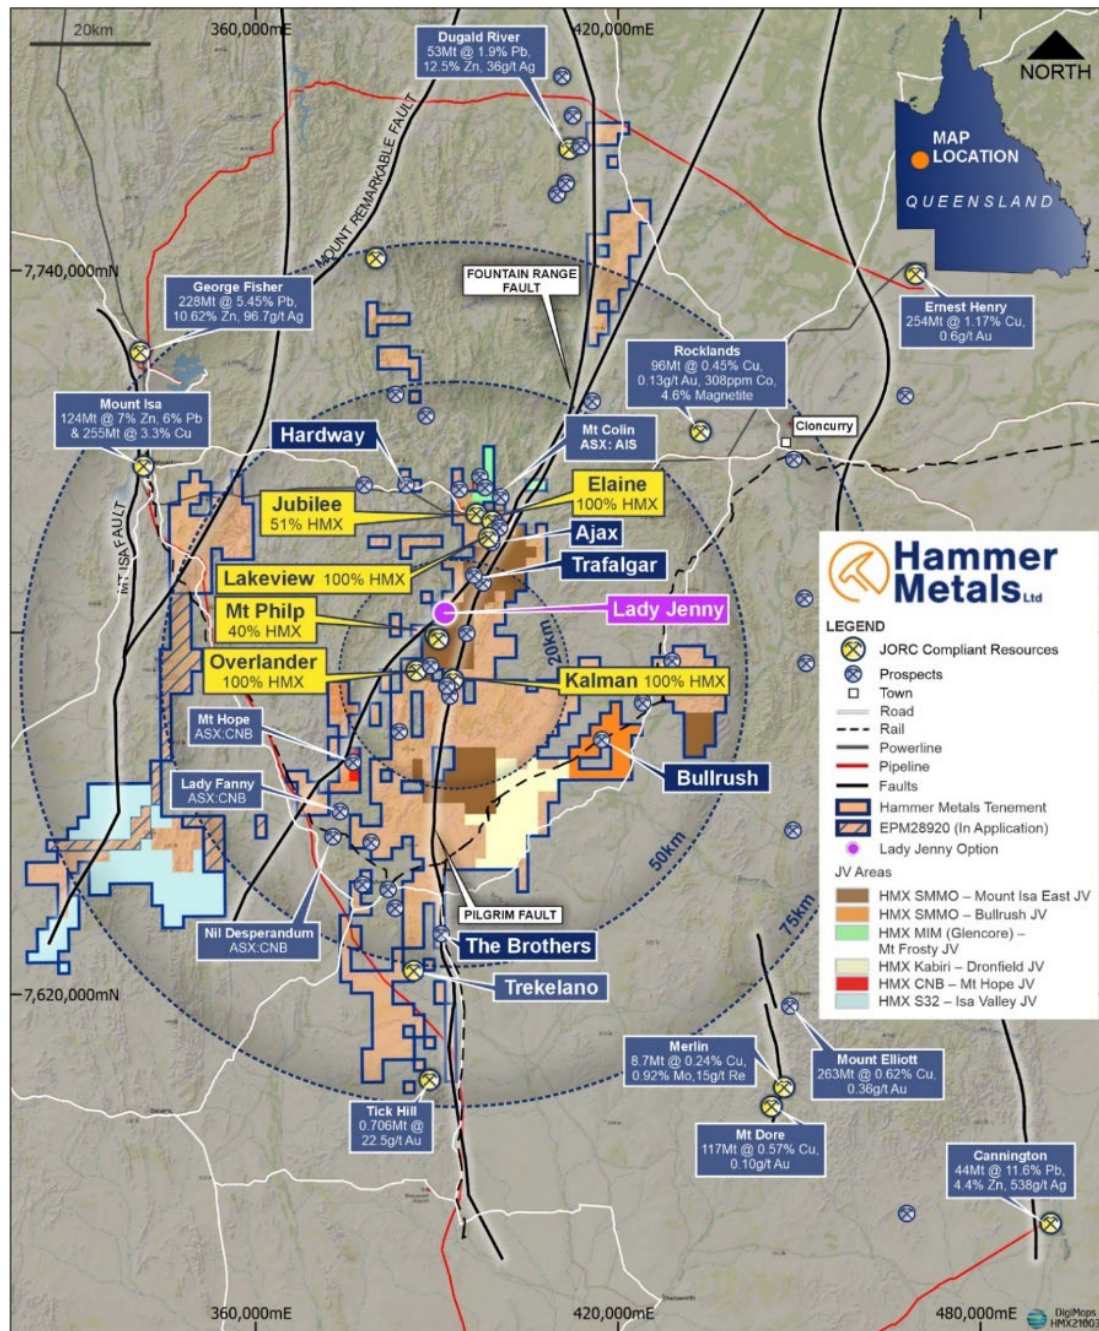 20km
360,000mE
420,000mE
Dugald River
53Mt @ 1.9% Pb,
12.5% Zn, 36g/t Ag
NORTH
MAP
LOCATION
QUEENSLAND
MOUNT REMARKABLE FAULT
7,740,000mN
FOUNTAIN RANGE
FAULT
George Fisher
228Mt @ 5.45% Pb,
10.62% Zn, 96.7g/t Ag
Ernest Henry
254Mt @ 1.17% Cu,
0.6g/t Au
Rocklands
96Mt @ 0.45% Cu,
0.13g/t Au, 308ppm Co,
4.6% Magnetite
Mount Isa
124Mt @ 7% Zn, 6% Pb
& 255Mt @ 3.3% Cu
Mt Colin
ASX: AIS
Cloncurry
Hardway
Jubilee
51% HMX
Elaine
100% HMX
Ajax
MT ISA FAULT
Lakeview 100% HMX
Trafalgar
Mt Philp
40% HMX
Lady Jenny
20km
Overlander
100% HMX
Kalman 100% HMX
Mt Hope
ASX:CNB
Bullrush
Lady Fanny
ASX:CNB
50km
75km
PILGRIM FAULT
Nil Desperandum
ASX:CNB
The Brothers
Trekelano
7,620,000mN
Hammer
Metals Ltd
LEGEND
JORC Compliant Resources
Prospects
Town
Road
Rail
Powerline
Pipeline
Faults
Hammer Metals Tenement
EPM28920 (In Application)
Lady Jenny Option
JV Areas
HMX SMMO – Mount Isa East JV
HMX SMMO – Bullrush JV
HMX MIM (Glencore) –
Mt Frosty JV
HMX Kabiri – Dronfield JV
HMX CNB – Mt Hope JV
HMX S32 – Isa Valley JV
Merlin
8.7Mt @ 0.24% Cu,
0.92% Mo,15g/t Re
Mount Elliott
263Mt @ 0.62% Cu,
0.36g/t Au
Tick Hill
0.706Mt @
22.5g/t Au
Mt Dore
117Mt @ 0.57% Cu,
0.10g/t Au
Cannington
44Mt @ 11.6% Pb,
4.4% Zn, 538g/t Ag
360,000mE
420,000mE
480,000mE
DigiMaps
HMX21003